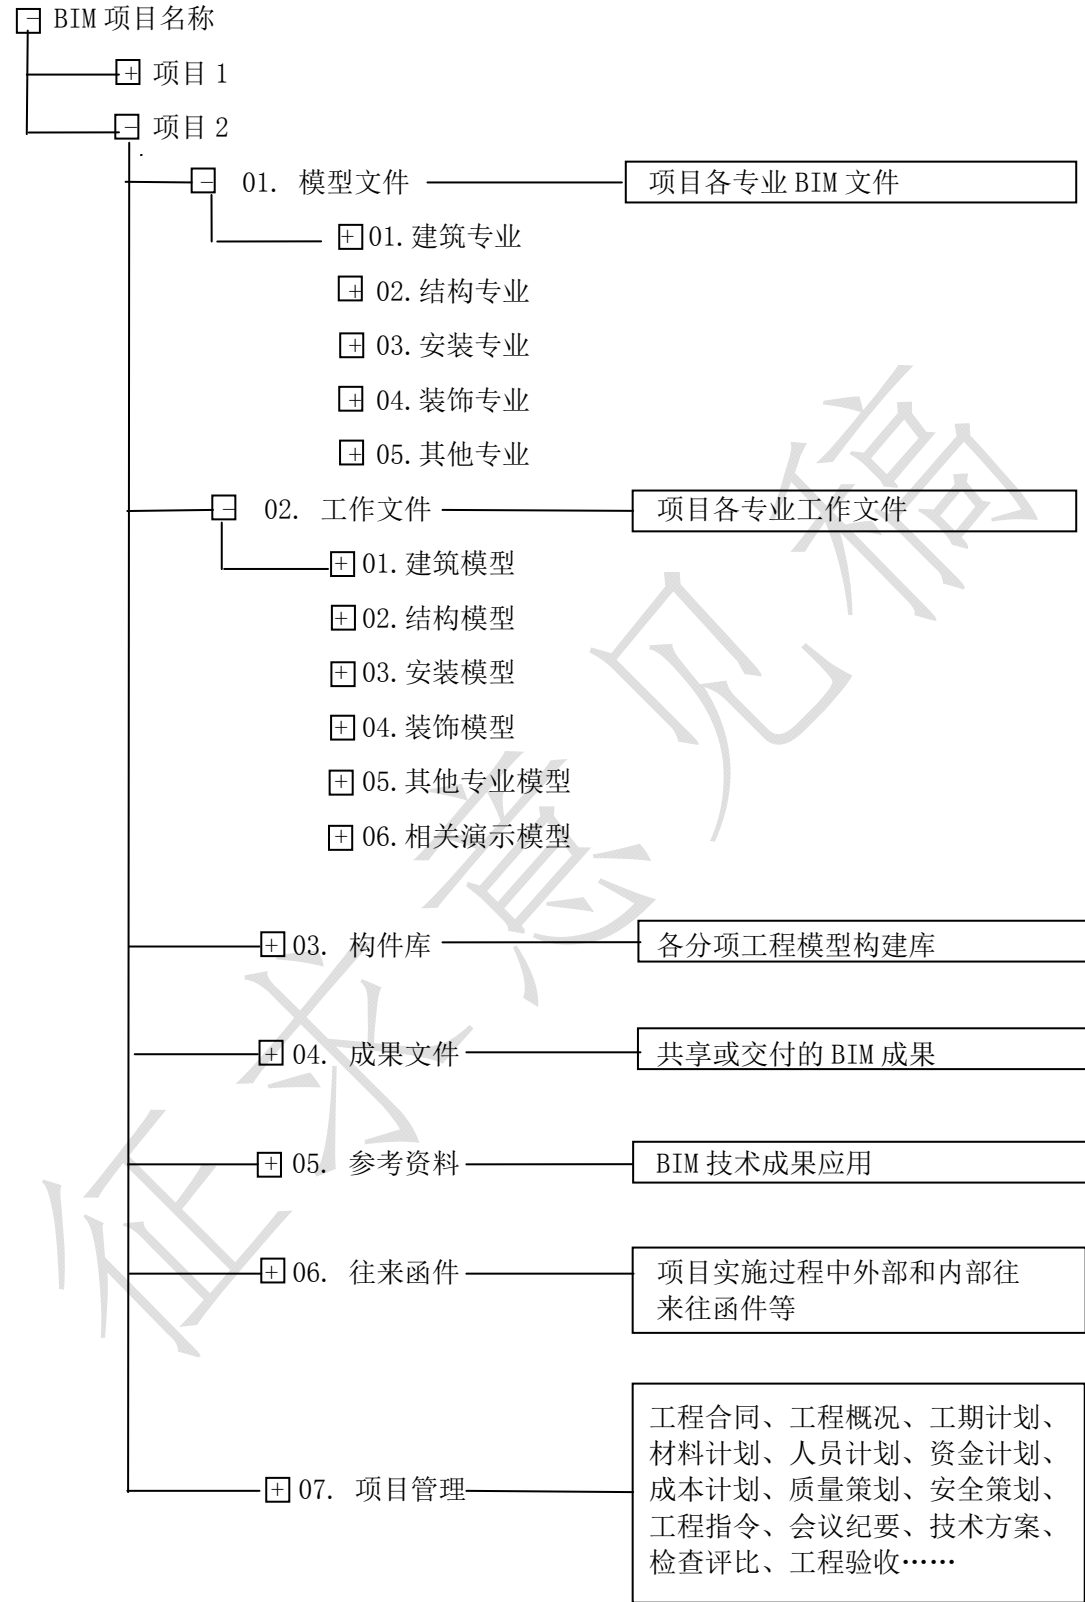 BIM 项目名称
项目 1
项目 2
01. 模型文件 项目各专业 BIM 文件
01.建筑专业
02.结构专业
03.安装专业
04.装饰专业
05.其他专业
02. 工作文件 项目各专业工作文件
01.建筑模型
02.结构模型
03.安装模型
04.装饰模型
05.其他专业模型
06.相关演示模型
03. 构件库 各分项工程模型构建库
04. 成果文件 共享或交付的 BIM 成果
05. 参考资料 BIM 技术成果应用
06. 往来函件 项目实施过程中外部和内部往
来往函件等
工程合同、工程概况、工期计划、
材料计划、人员计划、资金计划、
07. 项目管理 成本计划、质量策划、安全策划、
工程指令、会议纪要、技术方案、
检查评比、工程验收……
征求意见稿